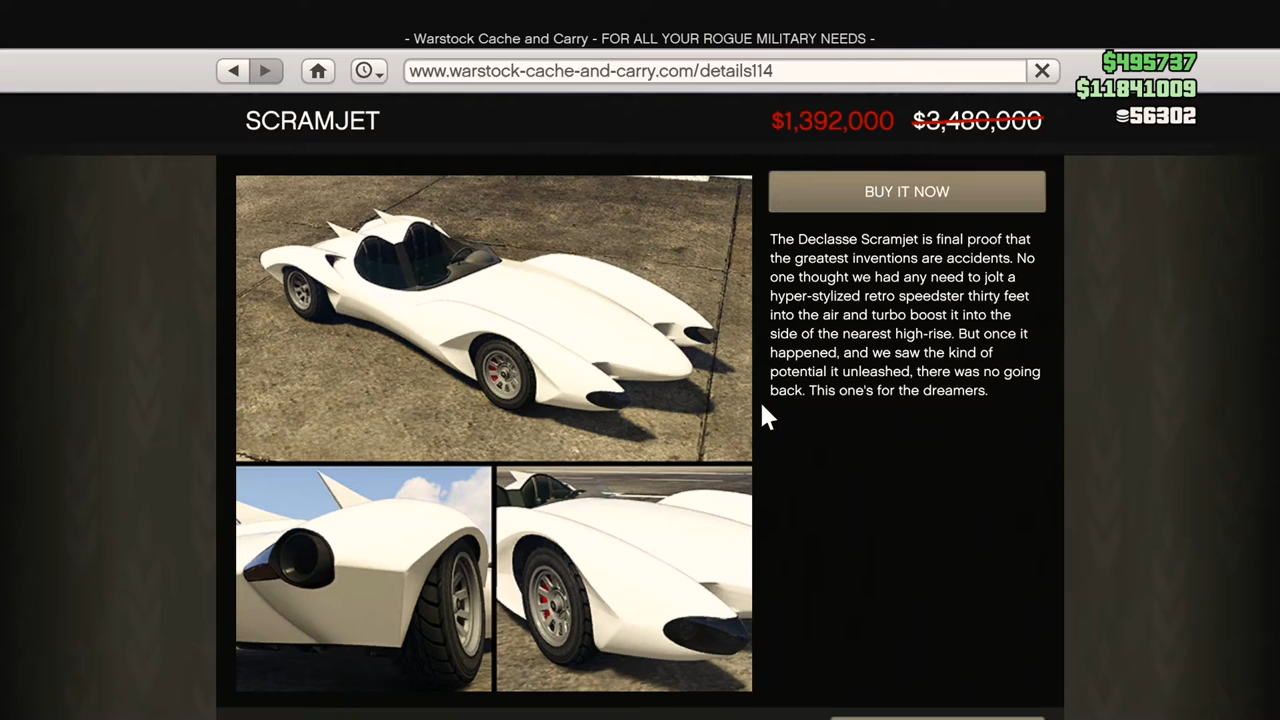 - Warstock Cache and Carry - FOR ALL YOUR ROGUE MILITARY NEEDS -
www.warstock-cache-and-carry.com/details114
$495737
$11841009
56302
SCRAMJET
$1,392,000 $3,480,000
BUY IT NOW
The Declasse Scramjet is final proof that
the greatest inventions are accidents. No
one thought we had any need to jolt a
hyper-stylized retro speedster thirty feet
into the air and turbo boost it into the
side of the nearest high-rise. But once it
happened, and we saw the kind of
potential it unleashed, there was no going
back. This one's for the dreamers.